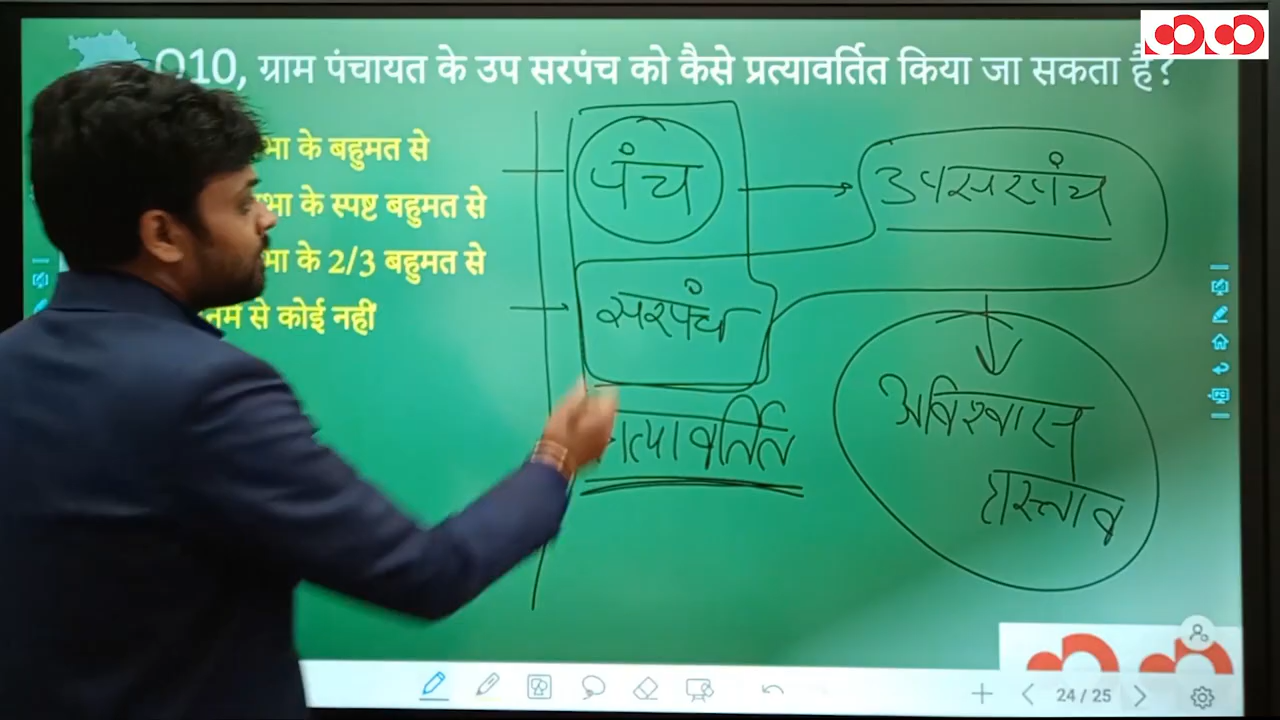 Q10, ग्राम पंचायत के उप सरपंच को कैसे प्रत्यावर्तित किया जा सकता है?
के बहुमत से
के स्पष्ट बहुमत से
के 2/3 बहुमत से
से कोई नहीं
पंच
उपसरपंच
सरपंच
अविश्वास
प्रस्ताव
24 / 25